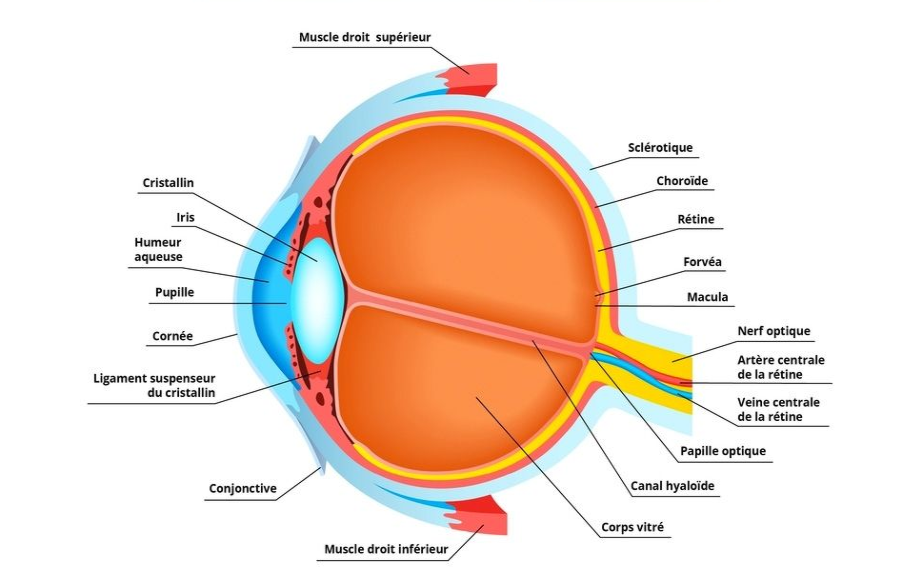 Muscle droit supérieur
Cristallin
Iris
Humeur
aqueuse
Pupille
Cornée
Ligament suspenseur
du cristallin
Conjonctive
Muscle droit inférieur
Sclérotique
Choroïde
Rétine
Forvéa
Macula
Nerf optique
Artère centrale
de la rétine
Veine centrale
de la rétine
Papille optique
Canal hyaloïde
Corps vitré